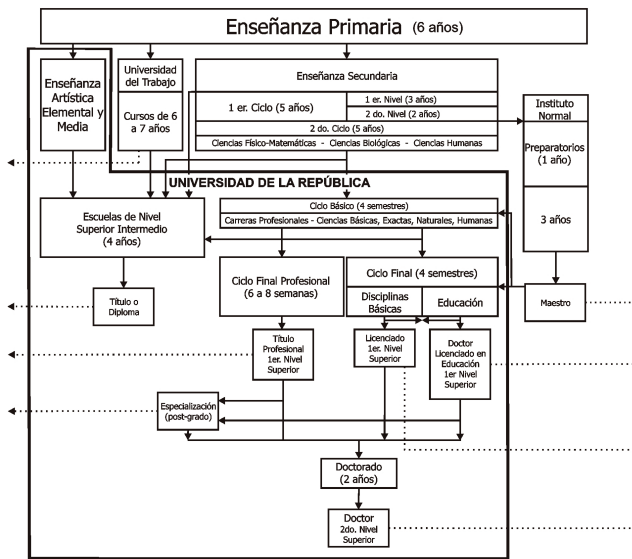 Enseñanza Primaria (6 años)
Enseñanza
Artística
Elemental y
Media
Universidad
del Trabajo
Cursos de 6
a 7 años
Enseñanza Secundaria
1 er. Ciclo (5 años)
1 er. Nivel (3 años)
2 do. Nivel (2 años)
2 do. Ciclo (5 años)
Ciencias Físico-Matemáticas - Ciencias Biológicas - Ciencias Humanas
Instituto
Normal
Preparatorios
(1 año)
3 años
Maestro
UNIVERSIDAD DE LA REPÚBLICA
Escuelas de Nivel
Superior Intermedio
(4 años)
Título o
Diploma
Ciclo Básico (4 semestres)
Carreras Profesionales - Ciencias Básicas, Exactas, Naturales, Humanas
Ciclo Final Profesional
(6 a 8 semanas)
Ciclo Final (4 semestres)
Disciplinas
Básicas
Educación
Título
Profesional
1er. Nivel
Superior
Licenciado
1er. Nivel
Superior
Doctor
Licenciado en
Educación
1er Nivel
Superior
Especialización
(post-grado)
Doctorado
(2 años)
Doctor
2do. Nivel
Superior